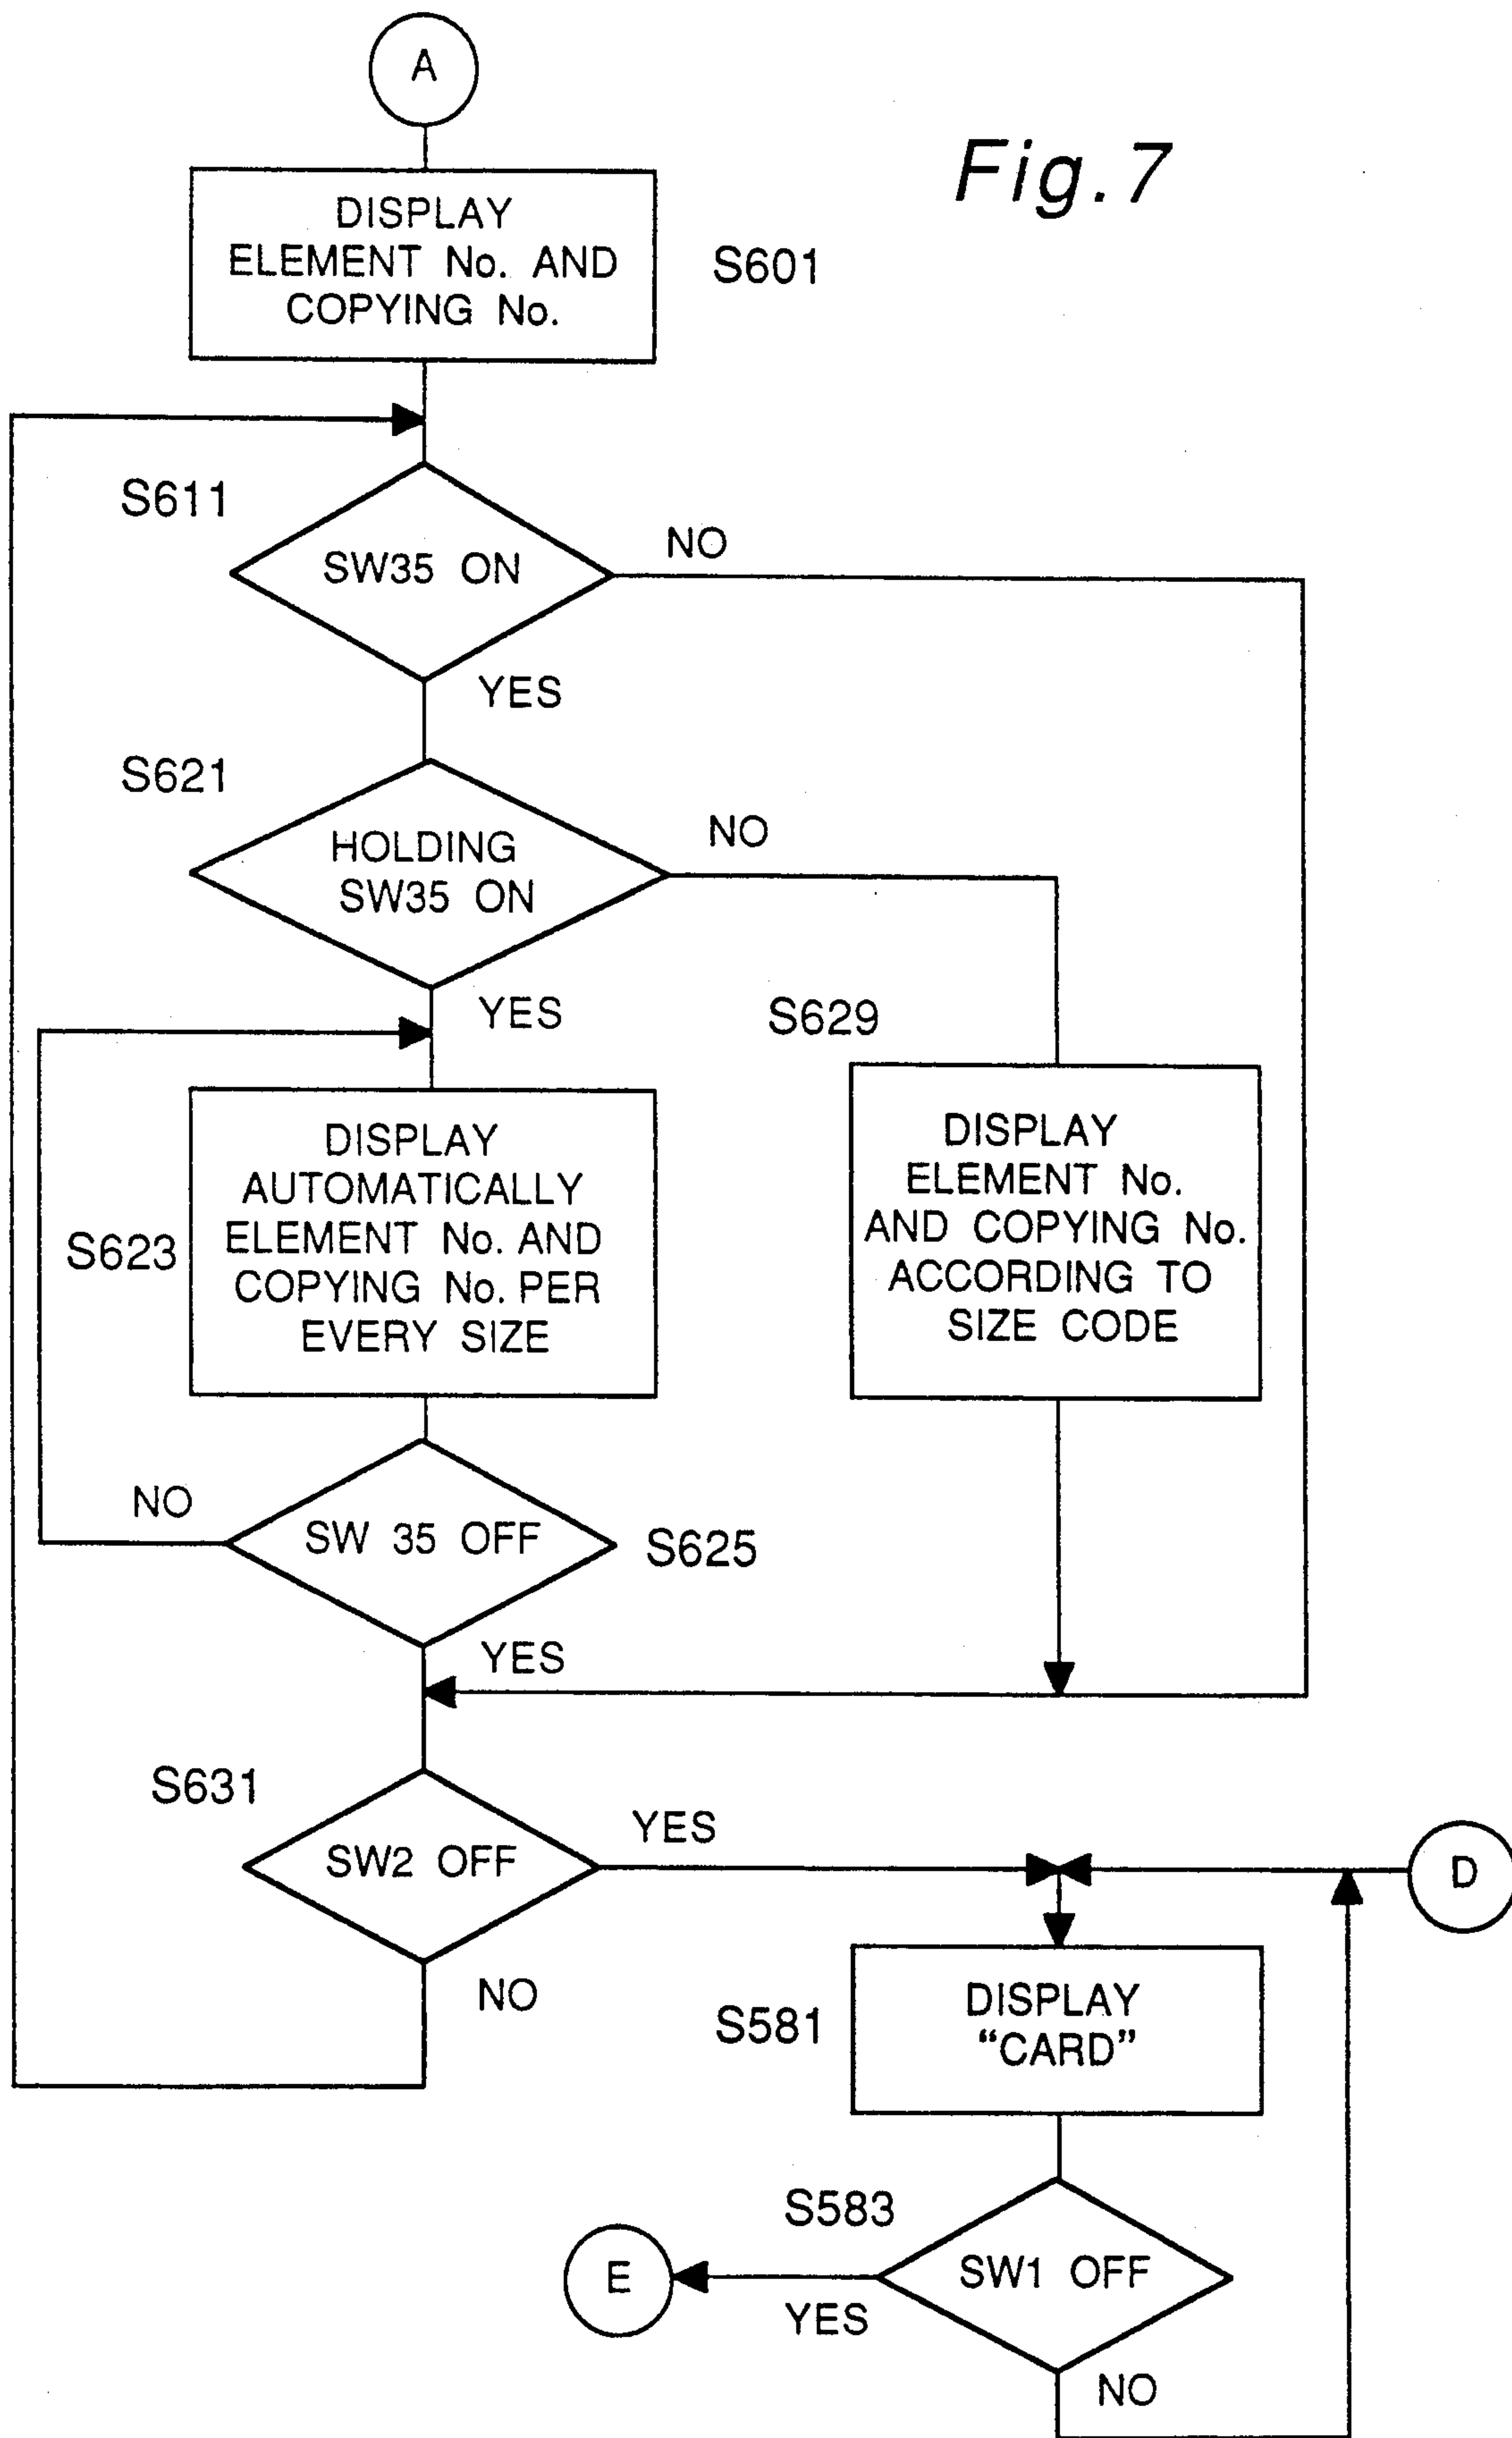 A
Fig.7
DISPLAY
ELEMENT No. AND
COPYING No.
S601
S611
SW35 ON
NO
YES
S621
HOLDING
SW35 ON
NO
YES
S629
DISPLAY
AUTOMATICALLY
ELEMENT No. AND
COPYING No. PER
EVERY SIZE
S623
DISPLAY
ELEMENT No.
AND COPYING No.
ACCORDING TO
SIZE CODE
NO
SW 35 OFF
S625
YES
S631
SW2 OFF
YES
NO
D
S581
DISPLAY
“CARD”
S583
SW1 OFF
E
YES
NO